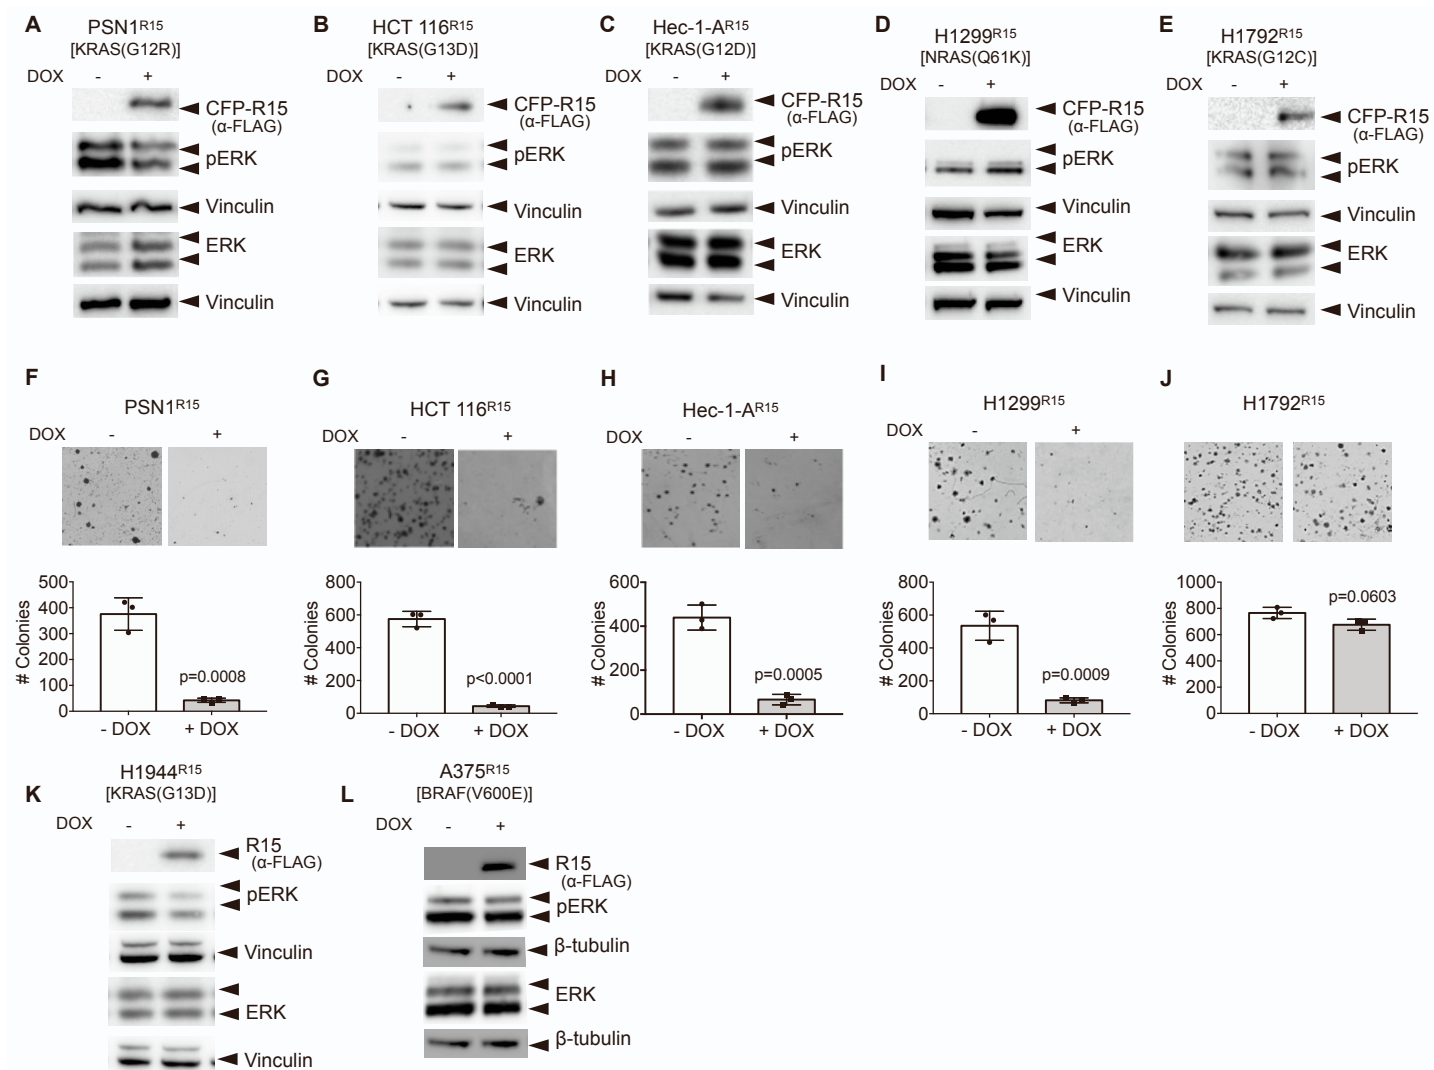 A
PSN1R15
[KRAS(G12R)]
DOX - +
CFP-R15
(α-FLAG)
pERK
Vinculin
ERK
Vinculin
B
HCT 116R15
[KRAS(G13D)]
DOX - +
CFP-R15
(α-FLAG)
pERK
Vinculin
ERK
Vinculin
C
Hec-1-AR15
[KRAS(G12D)]
DOX - +
CFP-R15
(α-FLAG)
pERK
Vinculin
ERK
Vinculin
D
H1299R15
[NRAS(Q61K)]
DOX - +
CFP-R15
(α-FLAG)
pERK
Vinculin
ERK
Vinculin
E
H1792R15
[KRAS(G12C)]
DOX - +
CFP-R15
(α-FLAG)
pERK
Vinculin
ERK
Vinculin
F
PSN1R15
DOX - +
# Colonies
500
400
300
200
100
0
p=0.0008
- DOX + DOX
G
HCT 116R15
DOX - +
# Colonies
800
600
400
200
0
p<0.0001
- DOX + DOX
H
Hec-1-AR15
DOX - +
# Colonies
600
400
200
0
p=0.0005
- DOX + DOX
I
H1299R15
DOX - +
# Colonies
800
600
400
200
0
p=0.0009
- DOX + DOX
J
H1792R15
# Colonies
1000
800
600
400
200
0
p=0.0603
- DOX + DOX
K
H1944R15
[KRAS(G13D)]
DOX - +
R15
(α-FLAG)
pERK
Vinculin
ERK
Vinculin
L
A375R15
[BRAF(V600E)]
DOX - +
R15
(α-FLAG)
pERK
β-tubulin
ERK
β-tubulin